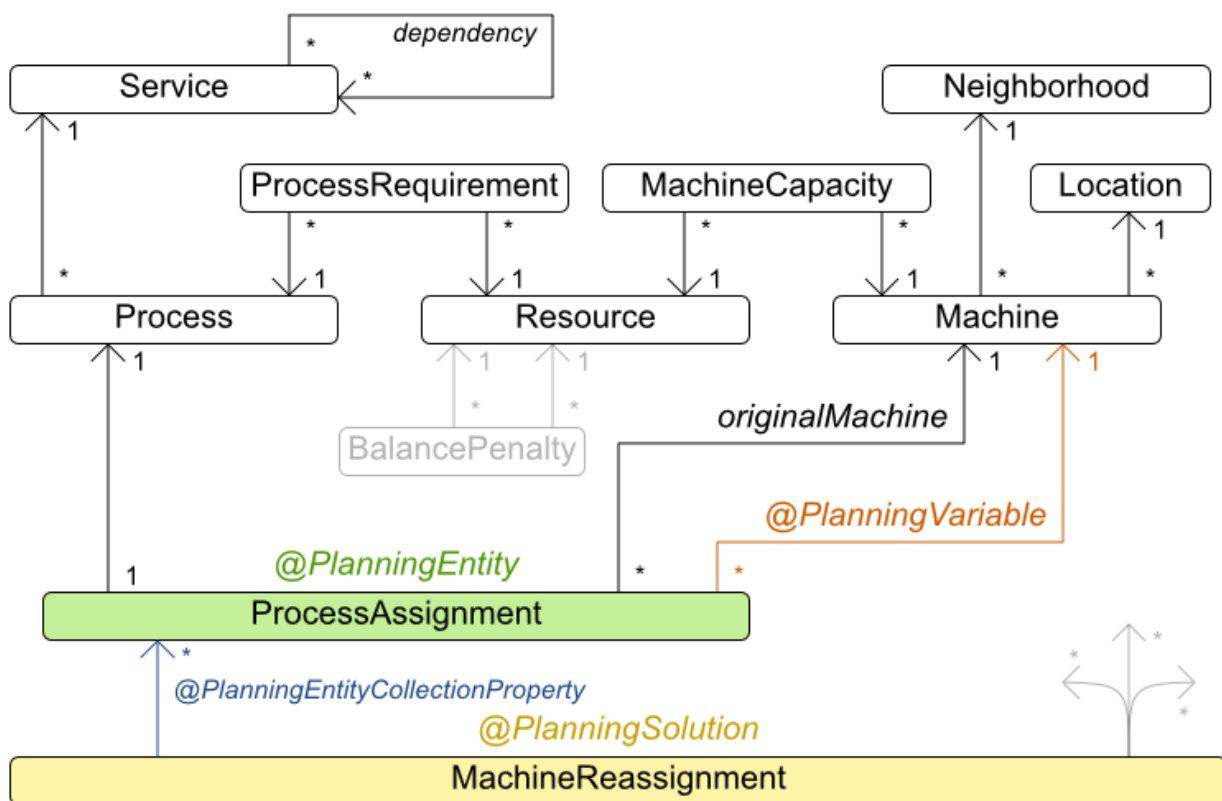 dependency
*
*
Service
Neighborhood
1
1
ProcessRequirement
MachineCapacity
Location
*
*
*
*
1
*
1
1
1
1
*
*
Process
Resource
Machine
1
1
1
1
1
*
*
originalMachine
BalancePenalty
@PlanningVariable
@PlanningEntity
1
*
*
ProcessAssignment
*
*
*
@PlanningEntityCollectionProperty
*
@PlanningSolution
MachineReassignment